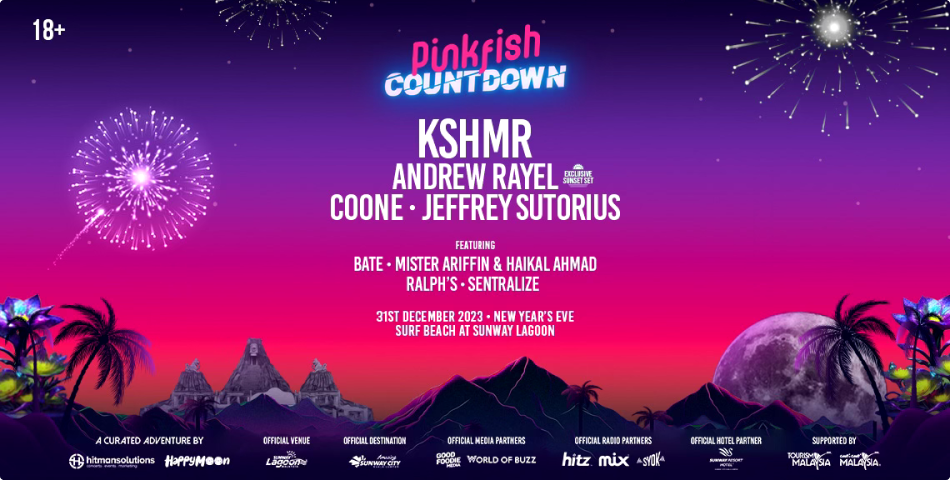 18+
Pinkfish
COUNTDOWN
KSHMR
ANDREW RAYEL EXCLUSIVE SUNSET SET
COONE • JEFFREY SUTORIUS
FEATURING
BATE • MISTER ARIFFIN & HAIKAL AHMAD
RALPH'S • SENTRALIZE
31ST DECEMBER 2023 • NEW YEAR'S EVE
SURF BEACH AT SUNWAY LAGOON
A CURATED ADVENTURE BY
hitmansolutions
concerts. events. marketing
HAPPYMOON
OFFICIAL VENUE
SUNWAY
LAGOON
OFFICIAL DESTINATION
Amazing
SUNWAY CITY
OFFICIAL MEDIA PARTNERS
GOOD
FOODIE
MEDIA
WORLD OF BUZZ
OFFICIAL RADIO PARTNERS
hitz mix SYOK
OFFICIAL HOTEL PARTNER
SUNWAY RESORT
HOTEL
SUPPORTED BY
TOURISM
MALAYSIA
MALAYSIA